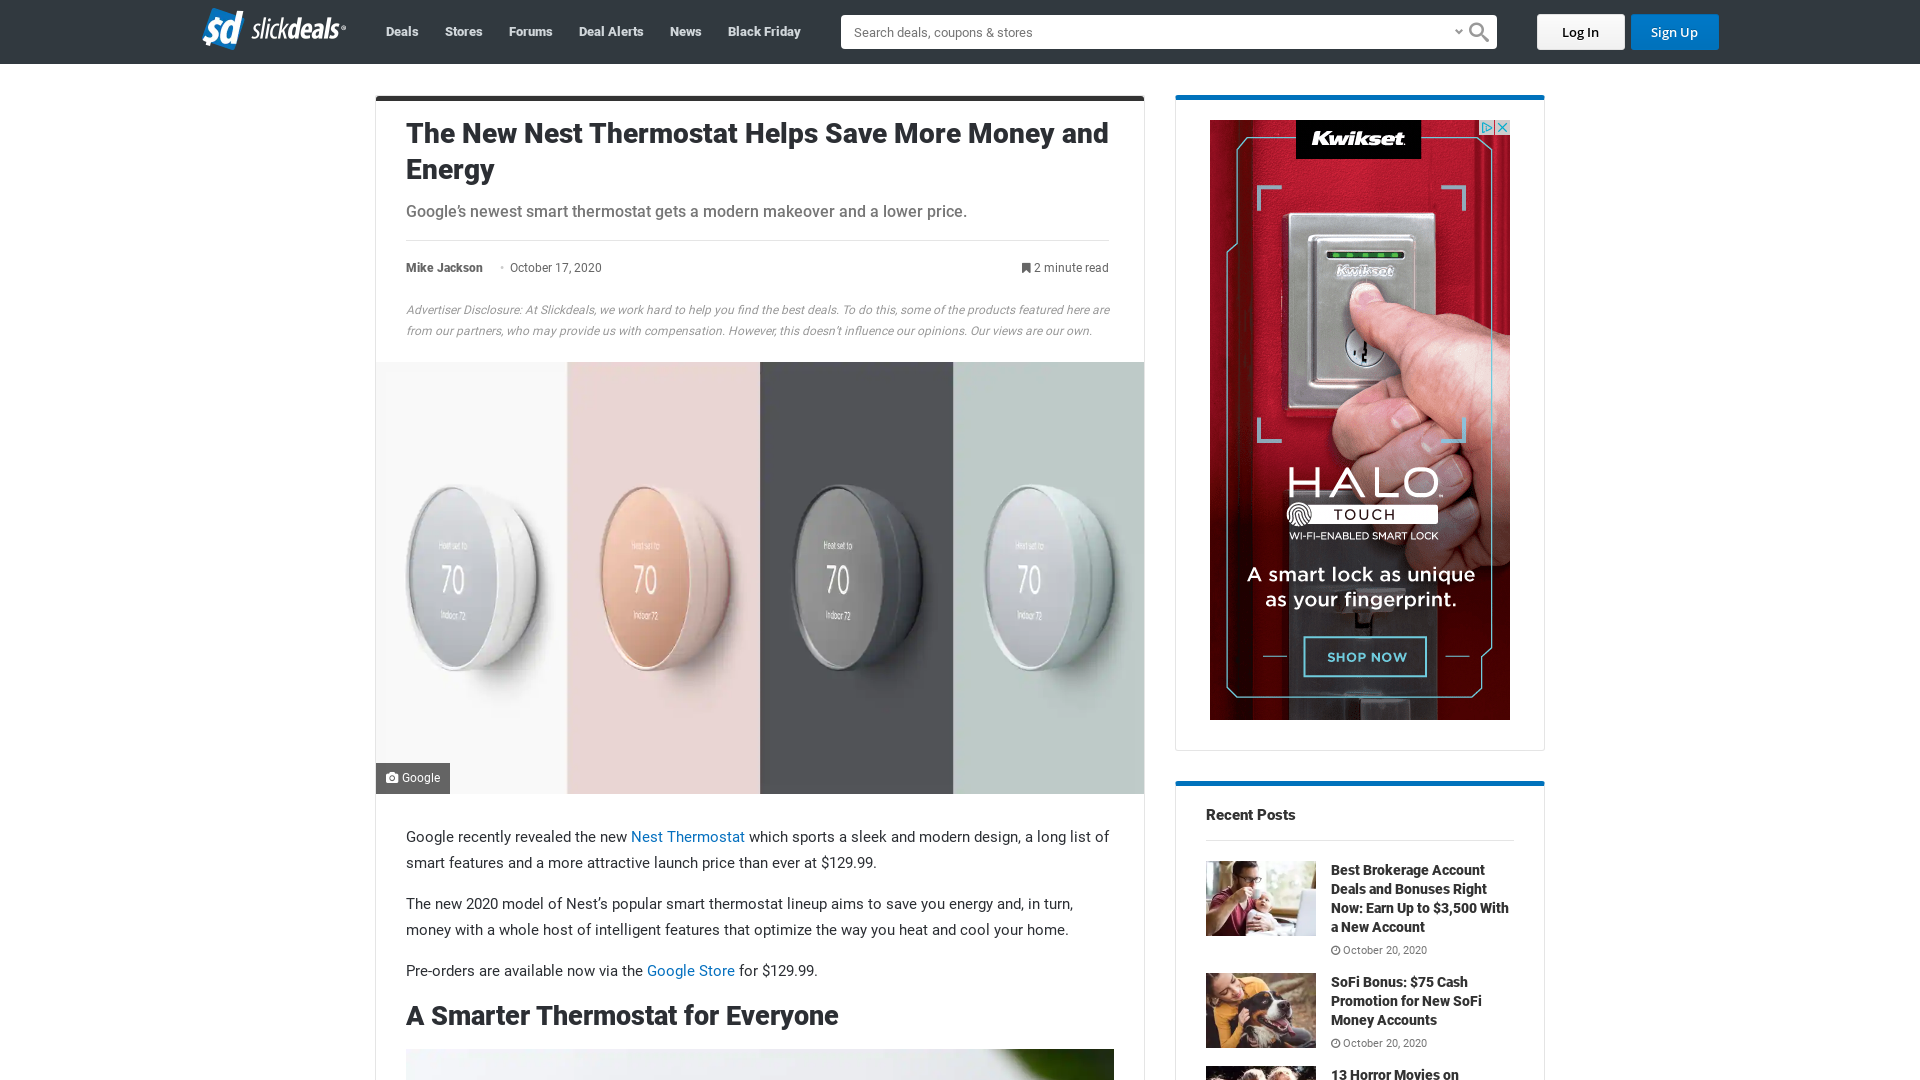 sd slickdeals
Deals
Stores
Forums
Deal Alerts
News
Black Friday
Search deals, coupons & stores
Log In
Sign Up
The New Nest Thermostat Helps Save More Money and
Energy
Google’s newest smart thermostat gets a modern makeover and a lower price.
Mike Jackson • October 17, 2020
2 minute read
Advertiser Disclosure: At Slickdeals, we work hard to help you find the best deals. To do this, some of the products featured here are
from our partners, who may provide us with compensation. However, this doesn’t influence our opinions. Our views are our own.
Heat set to
70
Indoor 72
Heat set to
70
Indoor 72
Heat set to
70
Indoor 72
Heat set to
70
Indoor 72
Google
Google recently revealed the new Nest Thermostat which sports a sleek and modern design, a long list of
smart features and a more attractive launch price than ever at $129.99.
The new 2020 model of Nest’s popular smart thermostat lineup aims to save you energy and, in turn,
money with a whole host of intelligent features that optimize the way you heat and cool your home.
Pre-orders are available now via the Google Store for $129.99.
A Smarter Thermostat for Everyone
Kwikset
Kwikset
HALO
TOUCH
WI-FI-ENABLED SMART LOCK
A smart lock as unique
as your fingerprint.
SHOP NOW
Recent Posts
Best Brokerage Account
Deals and Bonuses Right
Now: Earn Up to $3,500 With
a New Account
October 20, 2020
SoFi Bonus: $75 Cash
Promotion for New SoFi
Money Accounts
October 20, 2020
13 Horror Movies on